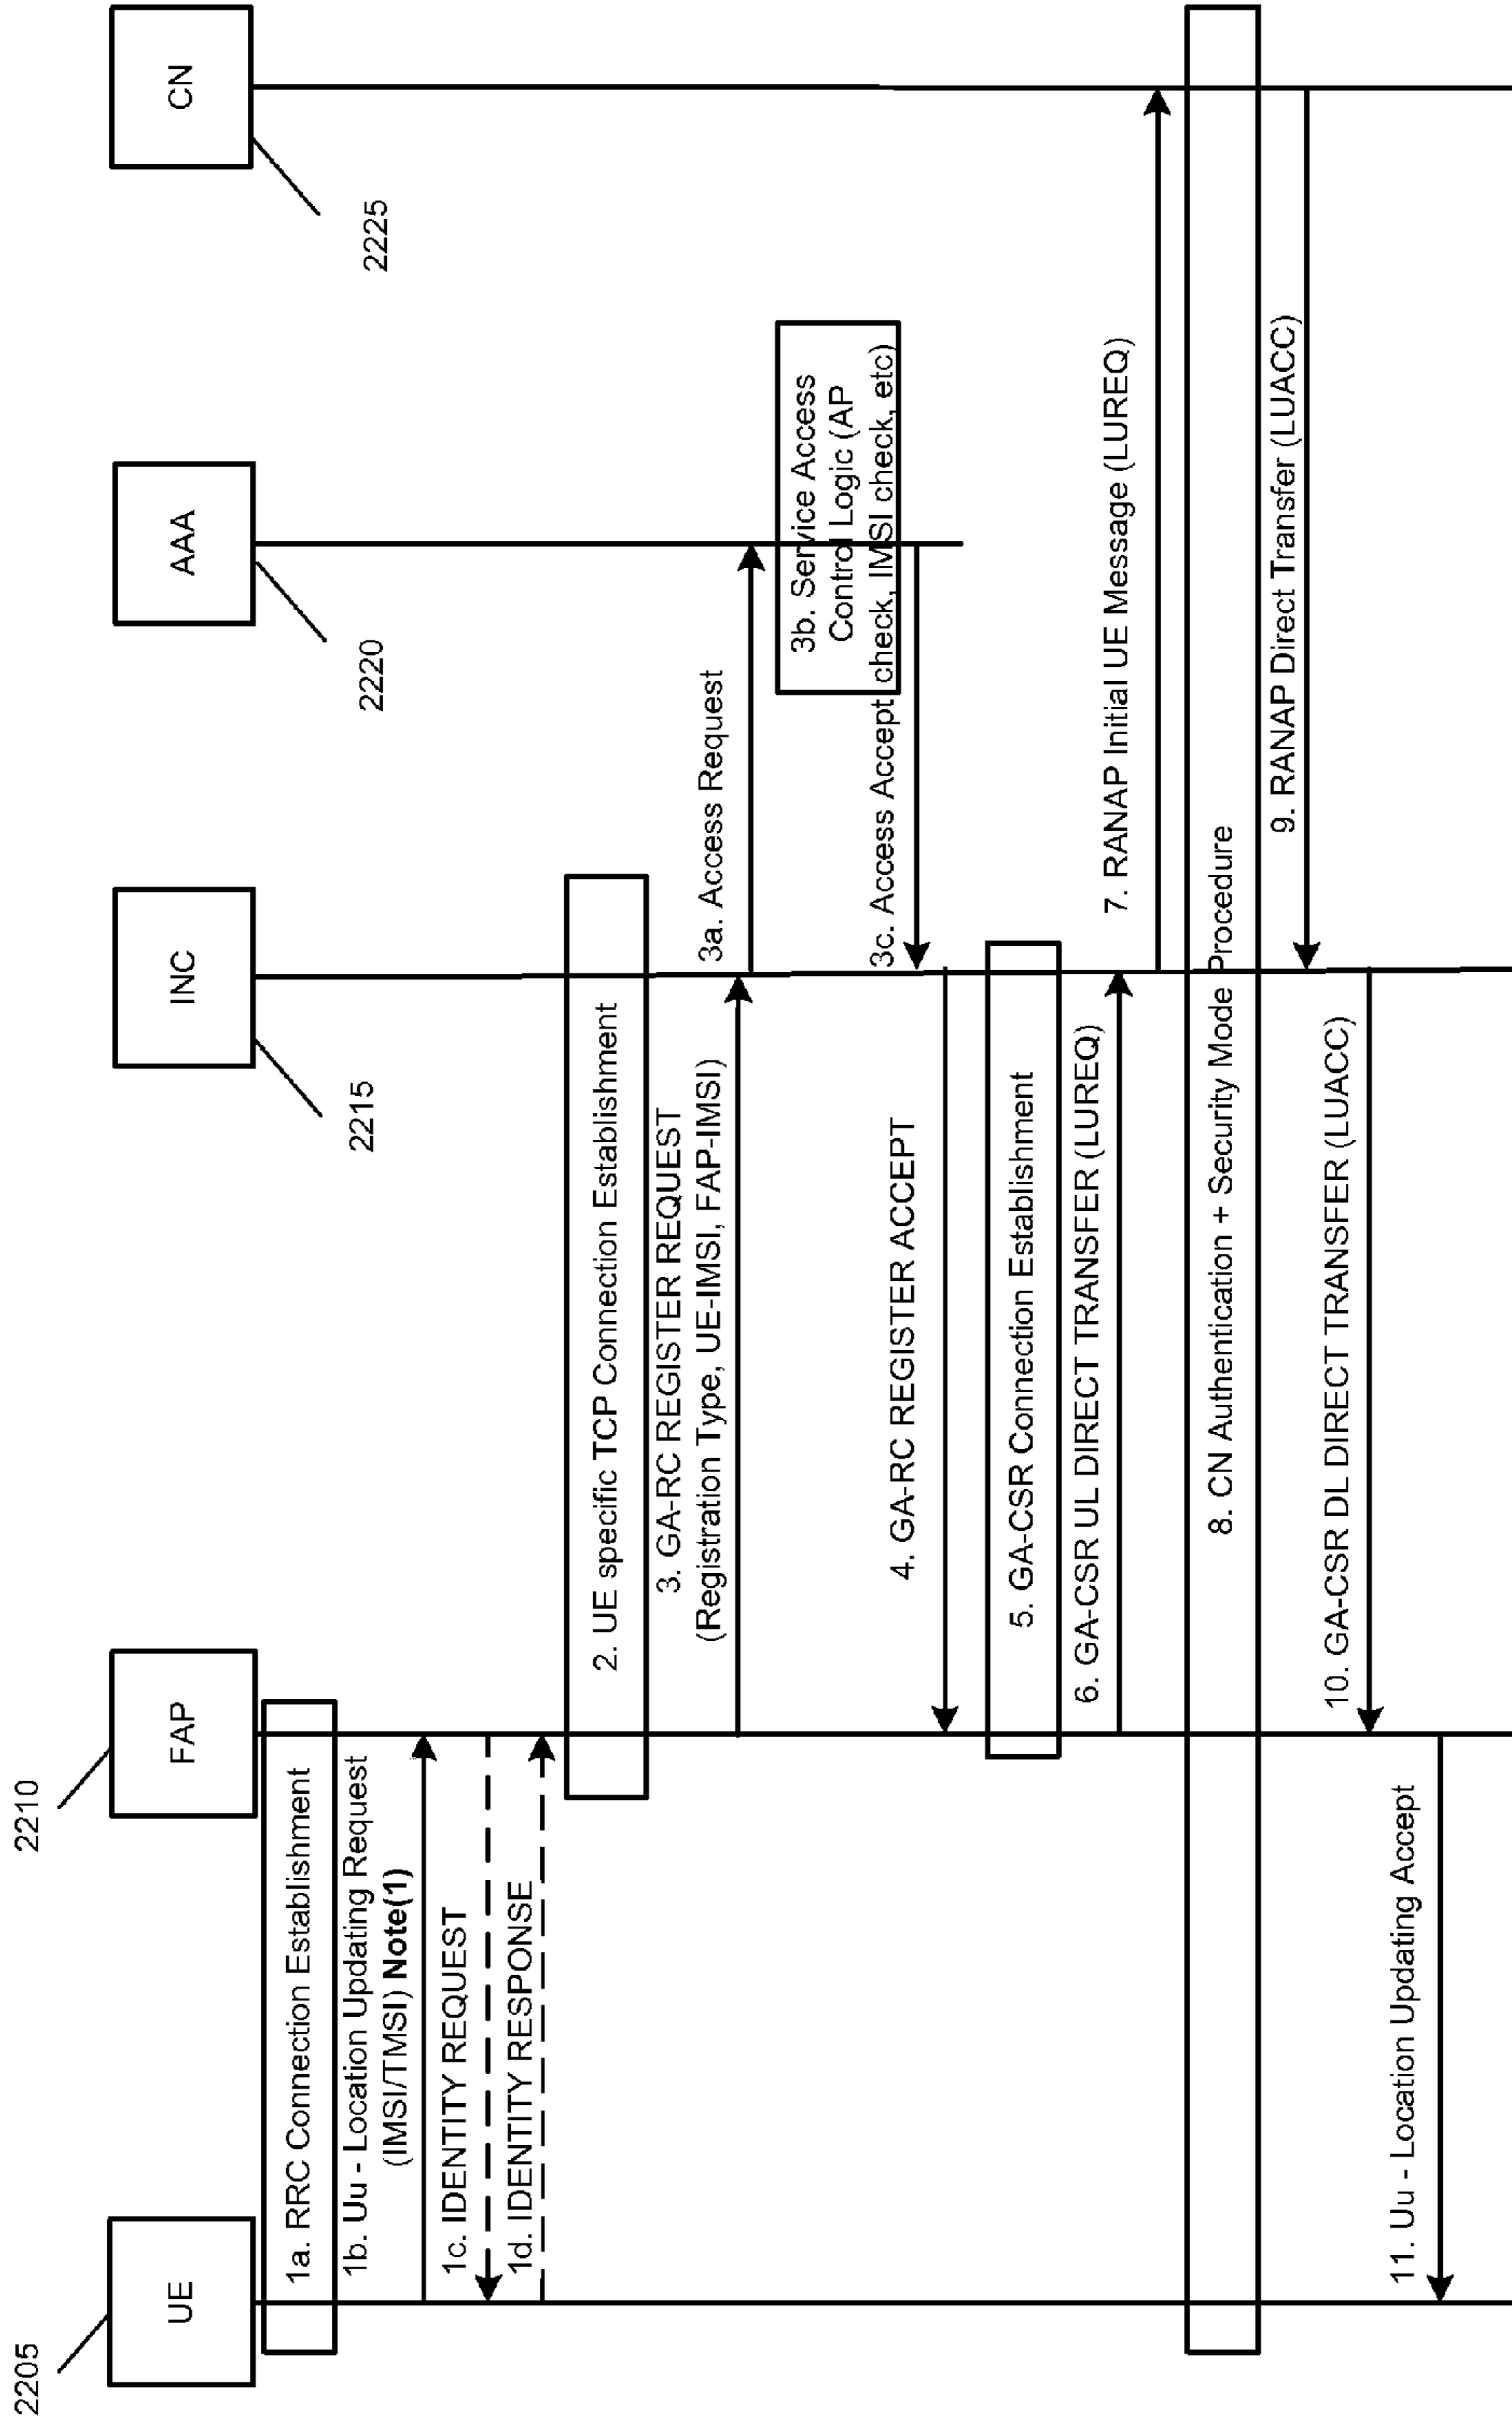 2205
2210
UE
FAP
INC
AAA
CN
2215
2220
2225
1a. RRC Connection Establishment
1b. Uu - Location Updating Request
(IMSI/TMSI) Note(1)
1c. IDENTITY REQUEST
1d. IDENTITY RESPONSE
2. UE specific TCP Connection Establishment
3. GA-RC REGISTER REQUEST
(Registration Type, UE-IMSI, FAP-IMSI)
3a. Access Request
3b. Service Access
Control Logic (AP
check, IMSI check, etc)
3c. Access Accept
4. GA-RC REGISTER ACCEPT
5. GA-CSR Connection Establishment
6. GA-CSR UL DIRECT TRANSFER (LUREQ)
7. RANAP Initial UE Message (LUREQ)
8. CN Authentication + Security Mode Procedure
9. RANAP Direct Transfer (LUACC)
10. GA-CSR DL DIRECT TRANSFER (LUACC)
11. Uu - Location Updating Accept